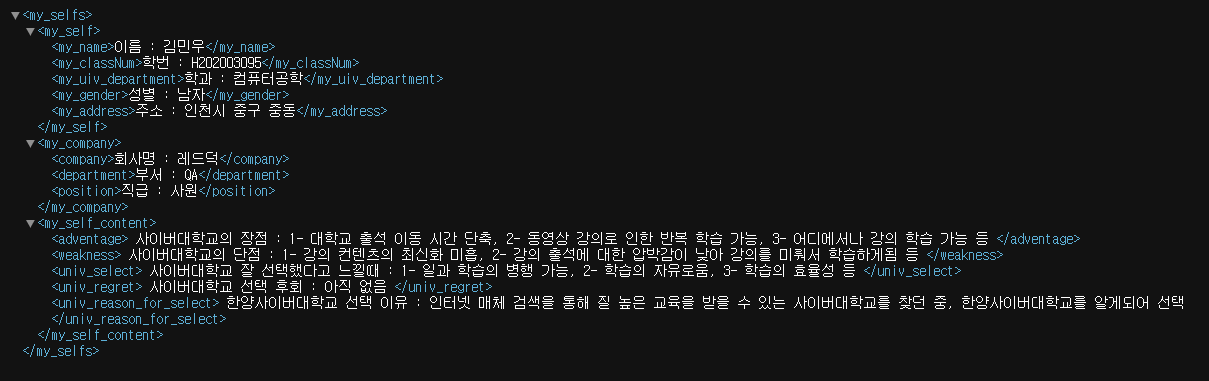 ▼<my_selfs>
▼<my_self>
<my_name>이름 : 김민우</my_name>
<my_classNum>학번 : H202003095</my_classNum>
<my_uiv_department>학과 : 컴퓨터공학</my_uiv_department>
<my_gender>성별 : 남자</my_gender>
<my_address>주소 : 인천시 중구 중동</my_address>
</my_self>
▼<my_company>
<company>회사명 : 레드덕</company>
<department>부서 : QA</department>
<position>직급 : 사원</position>
</my_company>
▼<my_self_content>
<adventage> 사이버대학교의 장점 : 1- 대학교 출석 이동 시간 단축, 2- 동영상 강의로 인한 반복 학습 가능, 3- 어디에서나 강의 학습 가능 등 </adventage>
<weakness> 사이버대학교의 단점 : 1- 강의 컨텐츠의 최신화 미흡, 2- 강의 출석에 대한 압박감이 낮아 강의를 미뤄서 학습하게됨 등 </weakness>
<univ_select> 사이버대학교 잘 선택했다고 느낄때 : 1- 일과 학습의 병행 가능, 2- 학습의 자유로움, 3- 학습의 효율성 등 </univ_select>
<univ_regret> 사이버대학교 선택 후회 : 아직 없음 </univ_regret>
<univ_reason_for_select> 한양사이버대학교 선택 이유 : 인터넷 매체 검색을 통해 질 높은 교육을 받을 수 있는 사이버대학교를 찾던 중, 한양사이버대학교를 알게되어 선택
</univ_reason_for_select>
</my_self_content>
</my_selfs>